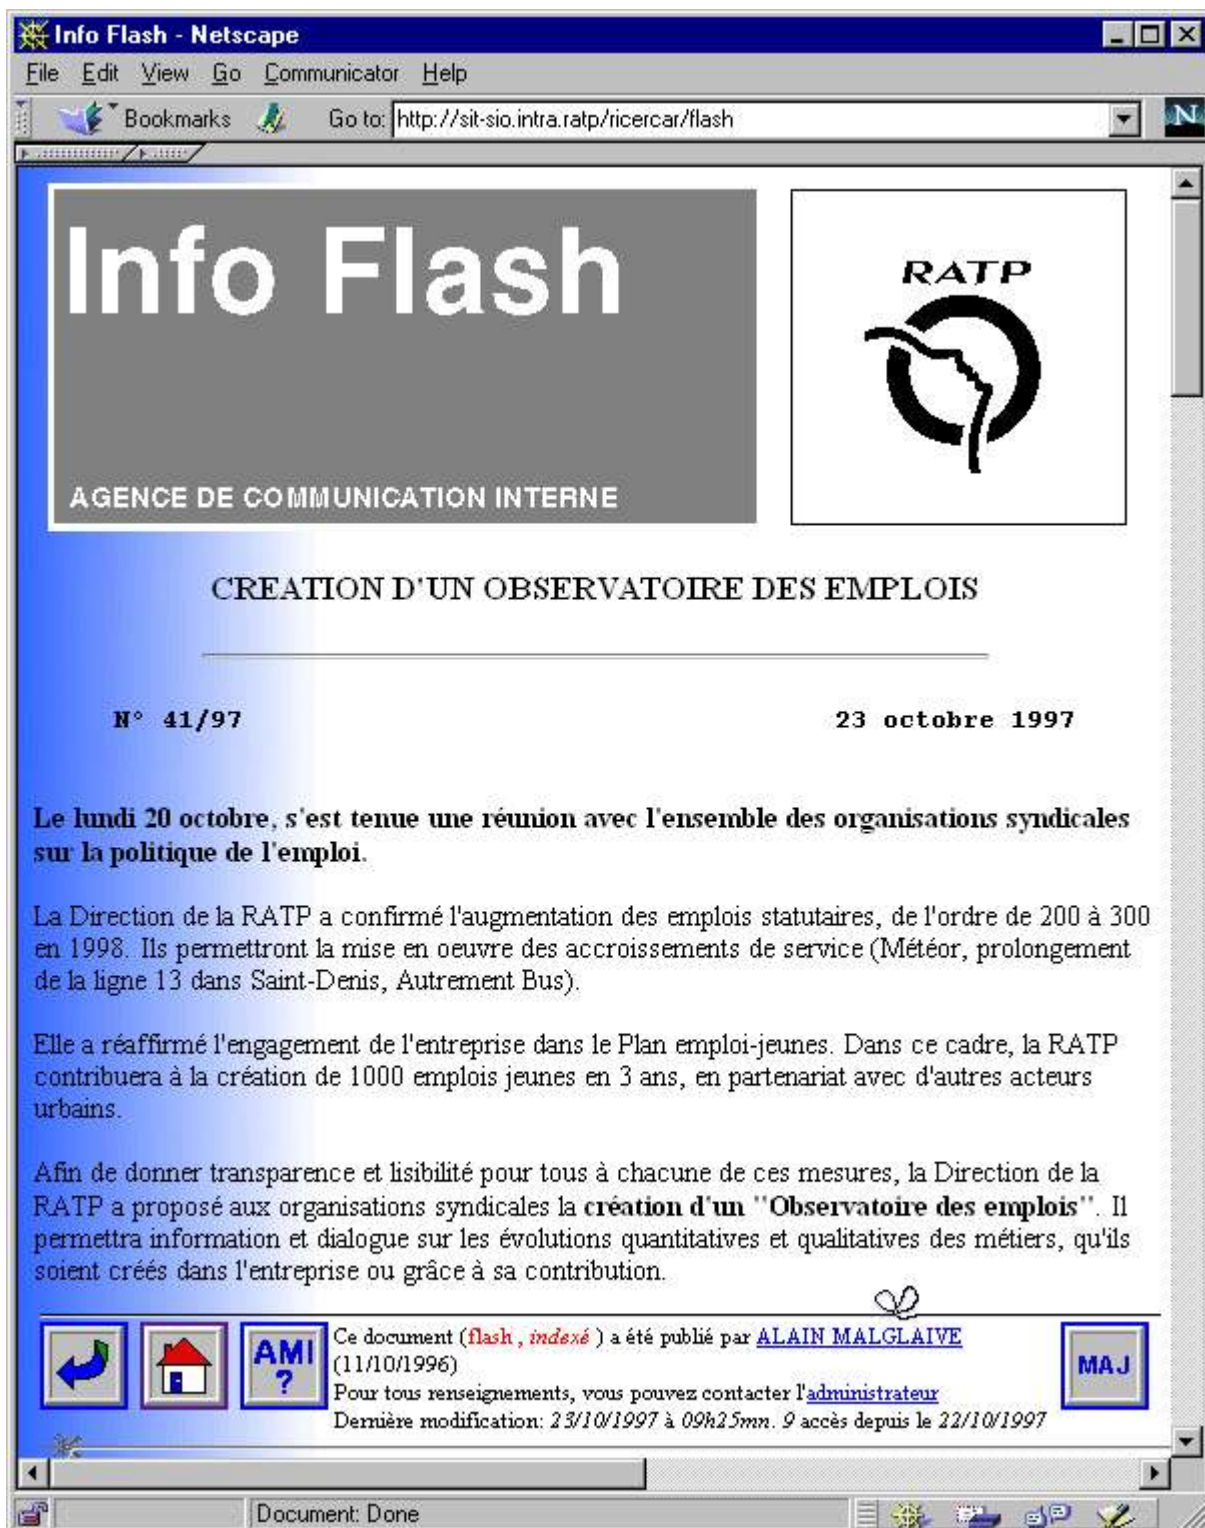 Info Flash - Netscape
File Edit View Go Communicator Help
Bookmarks Go to: http://sit-sio.intra.ratp/ricercar/flash
N
Info Flash
RATP
AGENCE DE COMMUNICATION INTERNE
CREATION D'UN OBSERVATOIRE DES EMPLOIS
N° 41/97 23 octobre 1997
Le lundi 20 octobre, s'est tenue une réunion avec l'ensemble des organisations syndicales
sur la politique de l'emploi.
La Direction de la RATP a confirmé l'augmentation des emplois statutaires, de l'ordre de 200 à 300
en 1998. Ils permettront la mise en oeuvre des accroissements de service (Météor, prolongement
de la ligne 13 dans Saint-Denis, Autrement Bus).
Elle a réaffirmé l'engagement de l'entreprise dans le Plan emploi-jeunes. Dans ce cadre, la RATP
contribuera à la création de 1000 emplois jeunes en 3 ans, en partenariat avec d'autres acteurs
urbains.
Afin de donner transparence et lisibilité pour tous à chacune de ces mesures, la Direction de la
RATP a proposé aux organisations syndicales la création d'un "Observatoire des emplois". Il
permettra information et dialogue sur les évolutions quantitatives et qualitatives des métiers, qu'ils
soient créés dans l'entreprise ou grâce à sa contribution.
AMI
?
Ce document (flash , indexé ) a été publié par ALAIN MALGLAIVE
(11/10/1996)
Pour tous renseignements, vous pouvez contacter l'administrateur
Dernière modification: 23/10/1997 à 09h25mn. 9 accès depuis le 22/10/1997
MAJ
Document: Done